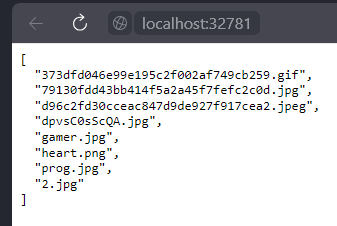 localhost:32781
[
"373dfd046e99e195c2f002af749cb259.gif",
"79130fdd43bb414f5a2a45f7fefc2c0d.jpg",
"d96c2fd30cceac847d9de927f917cea2.jpeg",
"dpvsC0sScQA.jpg",
"gamer.jpg",
"heart.png",
"prog.jpg",
"2.jpg"
]